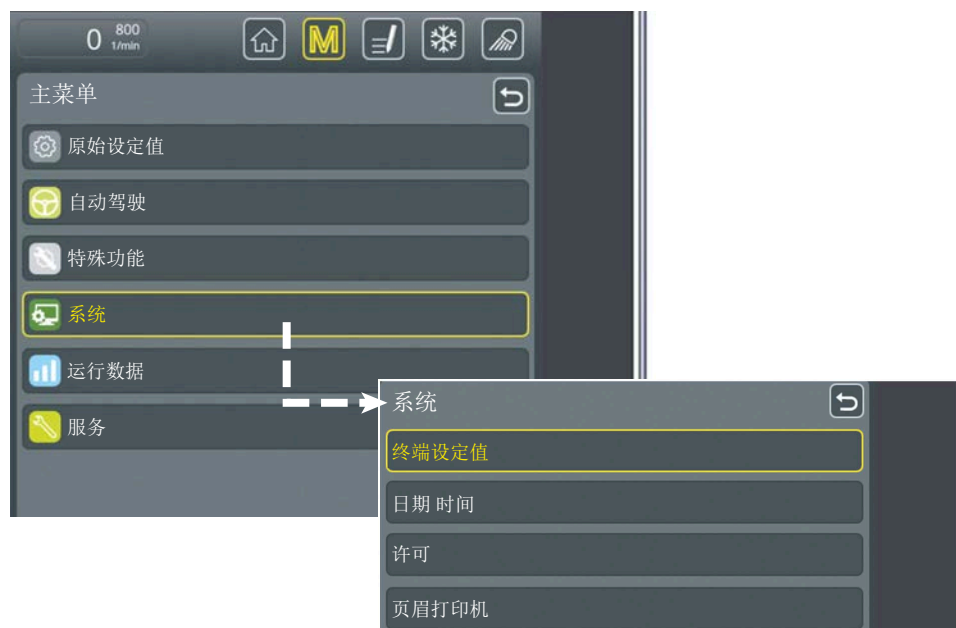 0 800
1/min
M
主菜单
原始设定值
自动驾驶
特殊功能
系统
运行数据
服务
系统
终端设定值
日期 时间
许可
页眉打印机